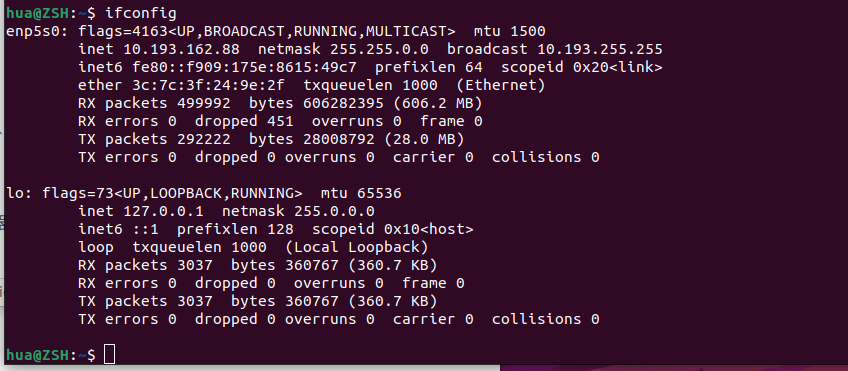 hua@ZSH:~$ ifconfig
enp5s0: flags=4163<UP,BROADCAST,RUNNING,MULTICAST>  mtu 1500
        inet 10.193.162.88  netmask 255.255.0.0  broadcast 10.193.255.255
        inet6 fe80::f909:175e:8615:49c7  prefixlen 64  scopeid 0x20<link>
        ether 3c:7c:3f:24:9e:2f  txqueuelen 1000  (Ethernet)
        RX packets 499992  bytes 606282395 (606.2 MB)
        RX errors 0  dropped 451  overruns 0  frame 0
        TX packets 292222  bytes 28008792 (28.0 MB)
        TX errors 0  dropped 0 overruns 0  carrier 0  collisions 0

lo: flags=73<UP,LOOPBACK,RUNNING>  mtu 65536
        inet 127.0.0.1  netmask 255.0.0.0
        inet6 ::1  prefixlen 128  scopeid 0x10<host>
        loop  txqueuelen 1000  (Local Loopback)
        RX packets 3037  bytes 360767 (360.7 KB)
        RX errors 0  dropped 0  overruns 0  frame 0
        TX packets 3037  bytes 360767 (360.7 KB)
        TX errors 0  dropped 0 overruns 0  carrier 0  collisions 0

hua@ZSH:~$